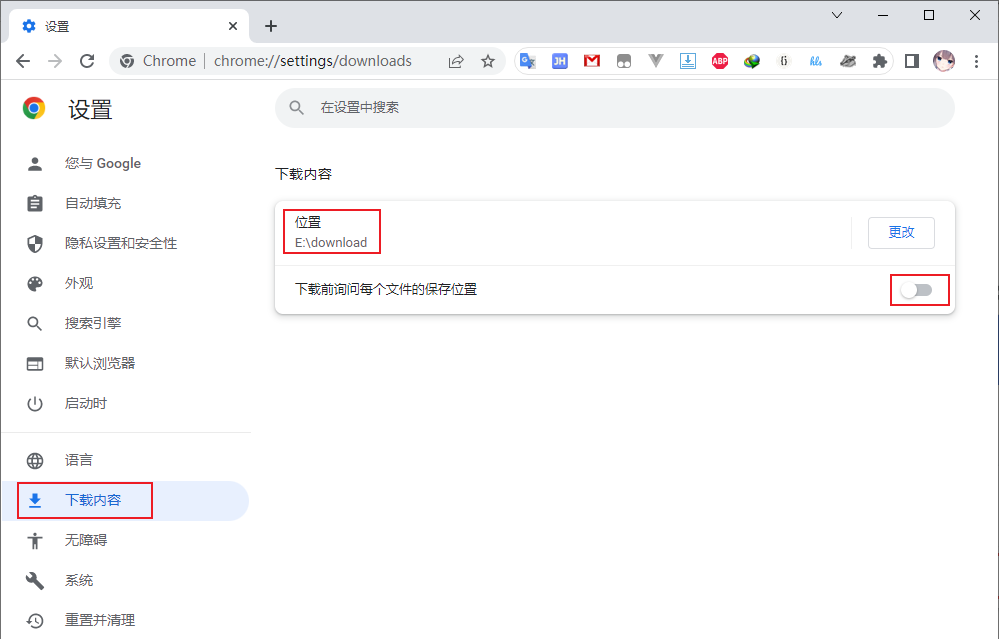 设置
Chrome
chrome://settings/downloads
JH
ABP
{}
设置
在设置中搜索
您与 Google
自动填充
隐私设置和安全性
外观
搜索引擎
默认浏览器
启动时
语言
下载内容
无障碍
系统
重置并清理
下载内容
位置
E:\download
更改
下载前询问每个文件的保存位置